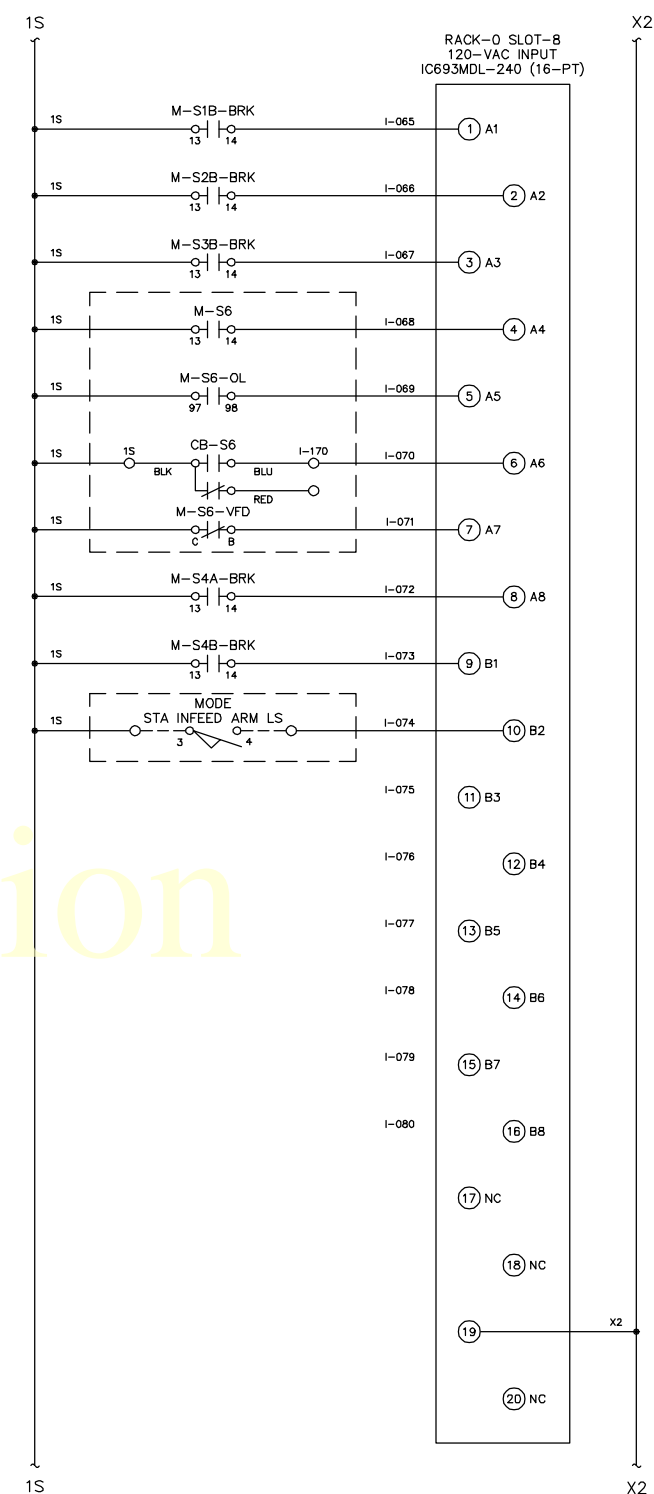 1S X2
RACK-0 SLOT-8
120-VAC INPUT
IC693MDL-240 (16-PT)
M-S1B-BRK
1S 13 14 I-065 1 A1
M-S2B-BRK
1S 13 14 I-066 2 A2
M-S3B-BRK
1S 13 14 I-067 3 A3
M-S6
1S 13 14 I-068 4 A4
M-S6-OL
1S 97 98 I-069 5 A5
CB-S6
1S 1S BLK BLU I-170 I-070 6 A6
RED
M-S6-VFD
1S C B I-071 7 A7
M-S4A-BRK
1S 13 14 I-072 8 A8
M-S4B-BRK
1S 13 14 I-073 9 B1
MODE
STA INFEED ARM LS
1S 3 4 I-074 10 B2
I-075 11 B3
I-076 12 B4
ion
I-077 13 B5
I-078 14 B6
I-079 15 B7
I-080 16 B8
17 NC
18 NC
19 X2
20 NC
1S X2